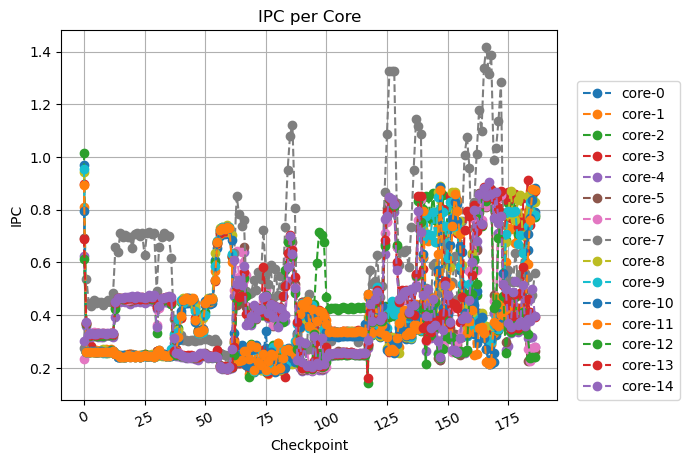 IPC per Core
IPC
1.4
1.2
1.0
0.8
0.6
0.4
0.2
0
25
50
75
100
125
150
175
Checkpoint
core-0
core-1
core-2
core-3
core-4
core-5
core-6
core-7
core-8
core-9
core-10
core-11
core-12
core-13
core-14